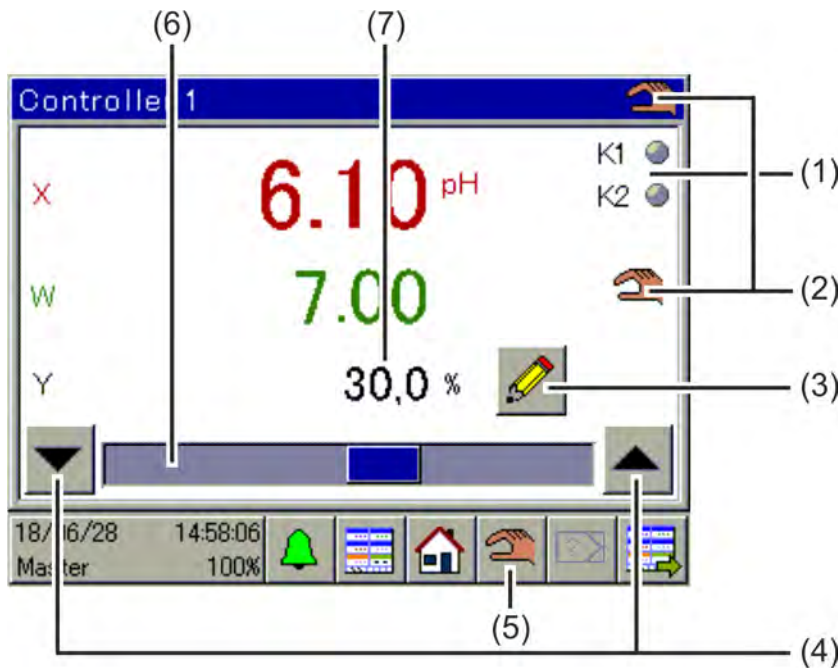 (6) (7)
Controller 1
X 6.10 pH K1
K2
(1)
W 7.00 (2)
Y 30,0 % (3)
18/06/28 14:58:06
Master 100%
(5)
(4)